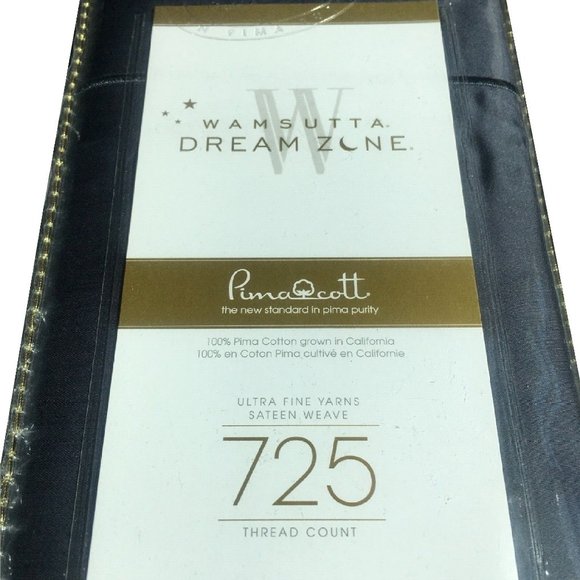 N PIMA
W
WAMSUTTA®
DREAM ZONE®
Pimacott
the new standard in pima purity
100% Pima Cotton grown in California
100% en Coton Pima cultivé en Californie
ULTRA FINE YARNS
SATEEN WEAVE
725
THREAD COUNT